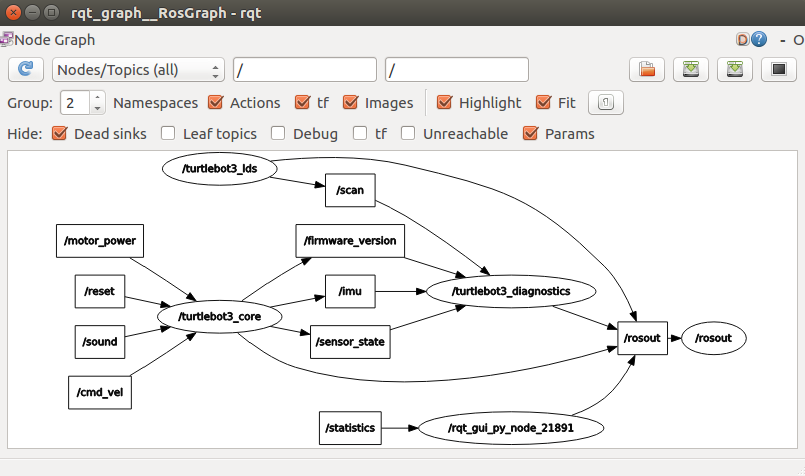 rqt_graph__RosGraph - rqt
Node Graph
D ? - O
Nodes/Topics (all) / /
Group: 2 Namespaces Actions tf Images Highlight Fit
Hide: Dead sinks Leaf topics Debug tf Unreachable Params
/turtlebot3_lds
/scan
/motor_power
/firmware_version
/reset
/imu
/turtlebot3_diagnostics
/turtlebot3_core
/sound
/sensor_state
/rosout
/rosout
/cmd_vel
/statistics
/rqt_gui_py_node_21891